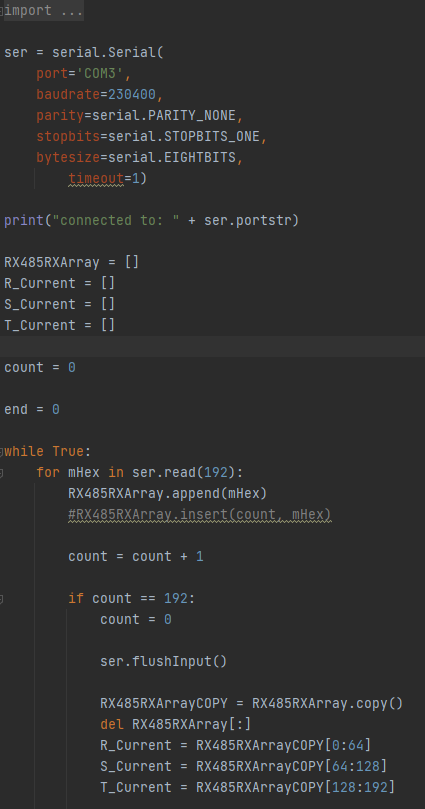 import ...
ser = serial.Serial(
    port='COM3',
    baudrate=230400,
    parity=serial.PARITY_NONE,
    stopbits=serial.STOPBITS_ONE,
    bytesize=serial.EIGHTBITS,
        timeout=1)
print("connected to: " + ser.portstr)
RX485RXArray = []
R_Current = []
S_Current = []
T_Current = []
count = 0
end = 0
while True:
    for mHex in ser.read(192):
        RX485RXArray.append(mHex)
        #RX485RXArray.insert(count, mHex)
        count = count + 1
        if count == 192:
            count = 0
            ser.flushInput()
            RX485RXArrayCOPY = RX485RXArray.copy()
            del RX485RXArray[:]
            R_Current = RX485RXArrayCOPY[0:64]
            S_Current = RX485RXArrayCOPY[64:128]
            T_Current = RX485RXArrayCOPY[128:192]